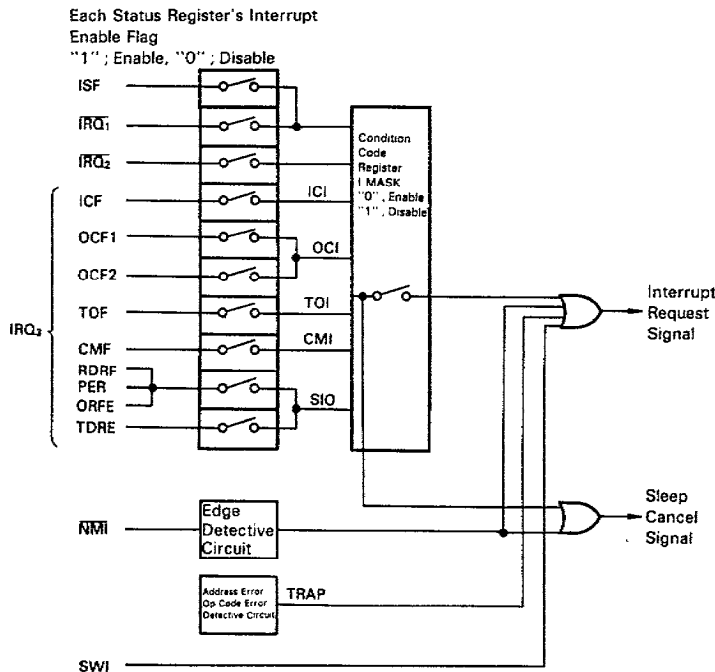 Each Status Register's Interrupt
Enable Flag
"1" ; Enable, "0" ; Disable
ISF
IRQ₁
IRQ₂
ICF
OCF1
OCF2
TOF
CMF
RDRF
PER
ORFE
TDRE
IRQ₃
ICI
OCI
TOI
CMI
SIO
Condition
Code
Register
I MASK
"0" , Enable
"1" , Disable
Interrupt
Request
Signal
Sleep
Cancel
Signal
NMI
Edge
Detective
Circuit
Address Error
Op Code Error
Detective Circuit
TRAP
SWI